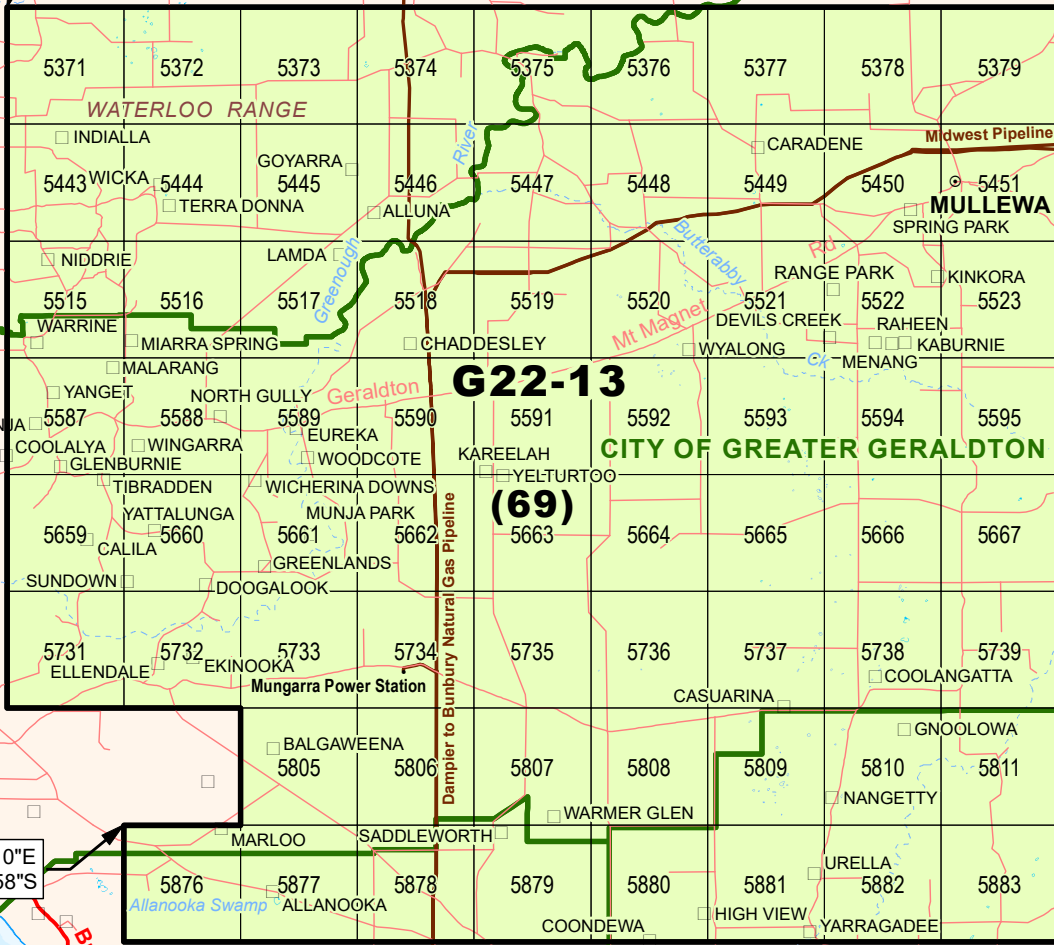 5371 5372 5373 5374 5375 5376 5377 5378 5379
WATERLOO RANGE
INDIALLA
CARADENE
Midwest Pipeline
River
GOYARRA
5443 WICKA 5444 5445 5446 5447 5448 5449 5450 5451
TERRA DONNA
ALLUNA
MULLEWA
SPRING PARK
NIDDRIE
LAMDA
Greenough
Butterabby
Rd
RANGE PARK
KINKORA
5515 5516 5517 5518 5519 5520 5521 5522 5523
WARRINE
Mt Magnet
DEVILS CREEK
RAHEEN
MIARRA SPRING
CHADDESLEY
WYALONG
KABURNIE
Ck
MENANG
MALARANG
G22-13
YANGET
NORTH GULLY
Geraldton
NJA 5587 5588 5589 5590 5591 5592 5593 5594 5595
EUREKA
COOLALYA
WINGARRA
WOODCOTE
KAREELAH
CITY OF GREATER GERALDTON
GLENBURNIE
YELTURTOO
TIBRADDEN
WICHERINA DOWNS
YATTALUNGA
MUNJA PARK
(69)
5659 5660 5661 5662 5663 5664 5665 5666 5667
CALILA
GREENLANDS
SUNDOWN
DOOGALOOK
Dampier to Bunbury Natural Gas Pipeline
5731 5732 5733 5734 5735 5736 5737 5738 5739
ELLENDALE
EKINOOKA
COOLANGATTA
Mungarra Power Station
CASUARINA
GNOOLOWA
BALGAWEENA
5805 5806 5807 5808 5809 5810 5811
NANGETTY
WARMER GLEN
MARLOO
SADDLEWORTH
0"E
58"S
URELLA
5876 5877 5878 5879 5880 5881 5882 5883
Allanooka Swamp
ALLANOOKA
HIGH VIEW
COONDEWA
YARRAGADEE